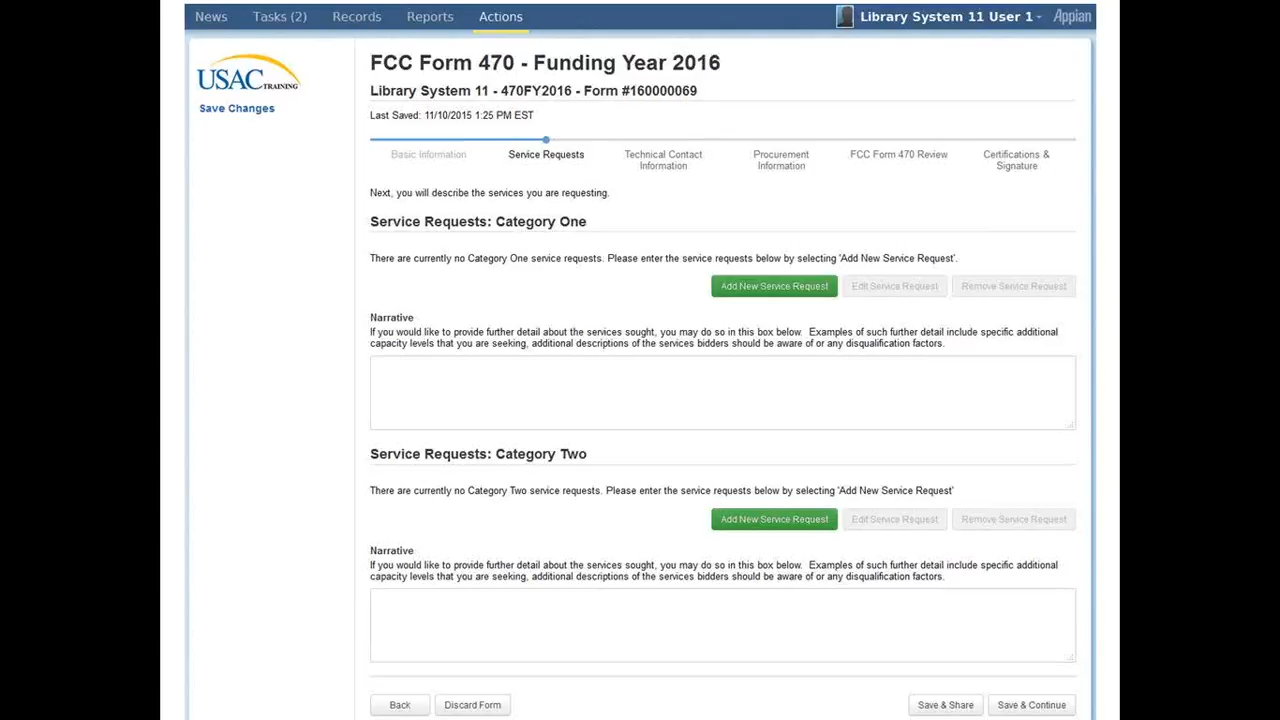 News Tasks (2) Records Reports Actions Library System 11 User 1 Appian
USAC TRAINING
Save Changes
FCC Form 470 - Funding Year 2016
Library System 11 - 470FY2016 - Form #160000069
Last Saved: 11/10/2015 1:25 PM EST
Basic Information Service Requests Technical Contact Information Procurement Information FCC Form 470 Review Certifications & Signature
Next, you will describe the services you are requesting.
Service Requests: Category One
There are currently no Category One service requests. Please enter the service requests below by selecting 'Add New Service Request'.
Add New Service Request Edit Service Request Remove Service Request
Narrative
If you would like to provide further detail about the services sought, you may do so in this box below. Examples of such further detail include specific additional
capacity levels that you are seeking, additional descriptions of the services bidders should be aware of or any disqualification factors.
Service Requests: Category Two
There are currently no Category Two service requests. Please enter the service requests below by selecting 'Add New Service Request'
Add New Service Request Edit Service Request Remove Service Request
Narrative
If you would like to provide further detail about the services sought, you may do so in this box below. Examples of such further detail include specific additional
capacity levels that you are seeking, additional descriptions of the services bidders should be aware of or any disqualification factors.
Back Discard Form Save & Share Save & Continue